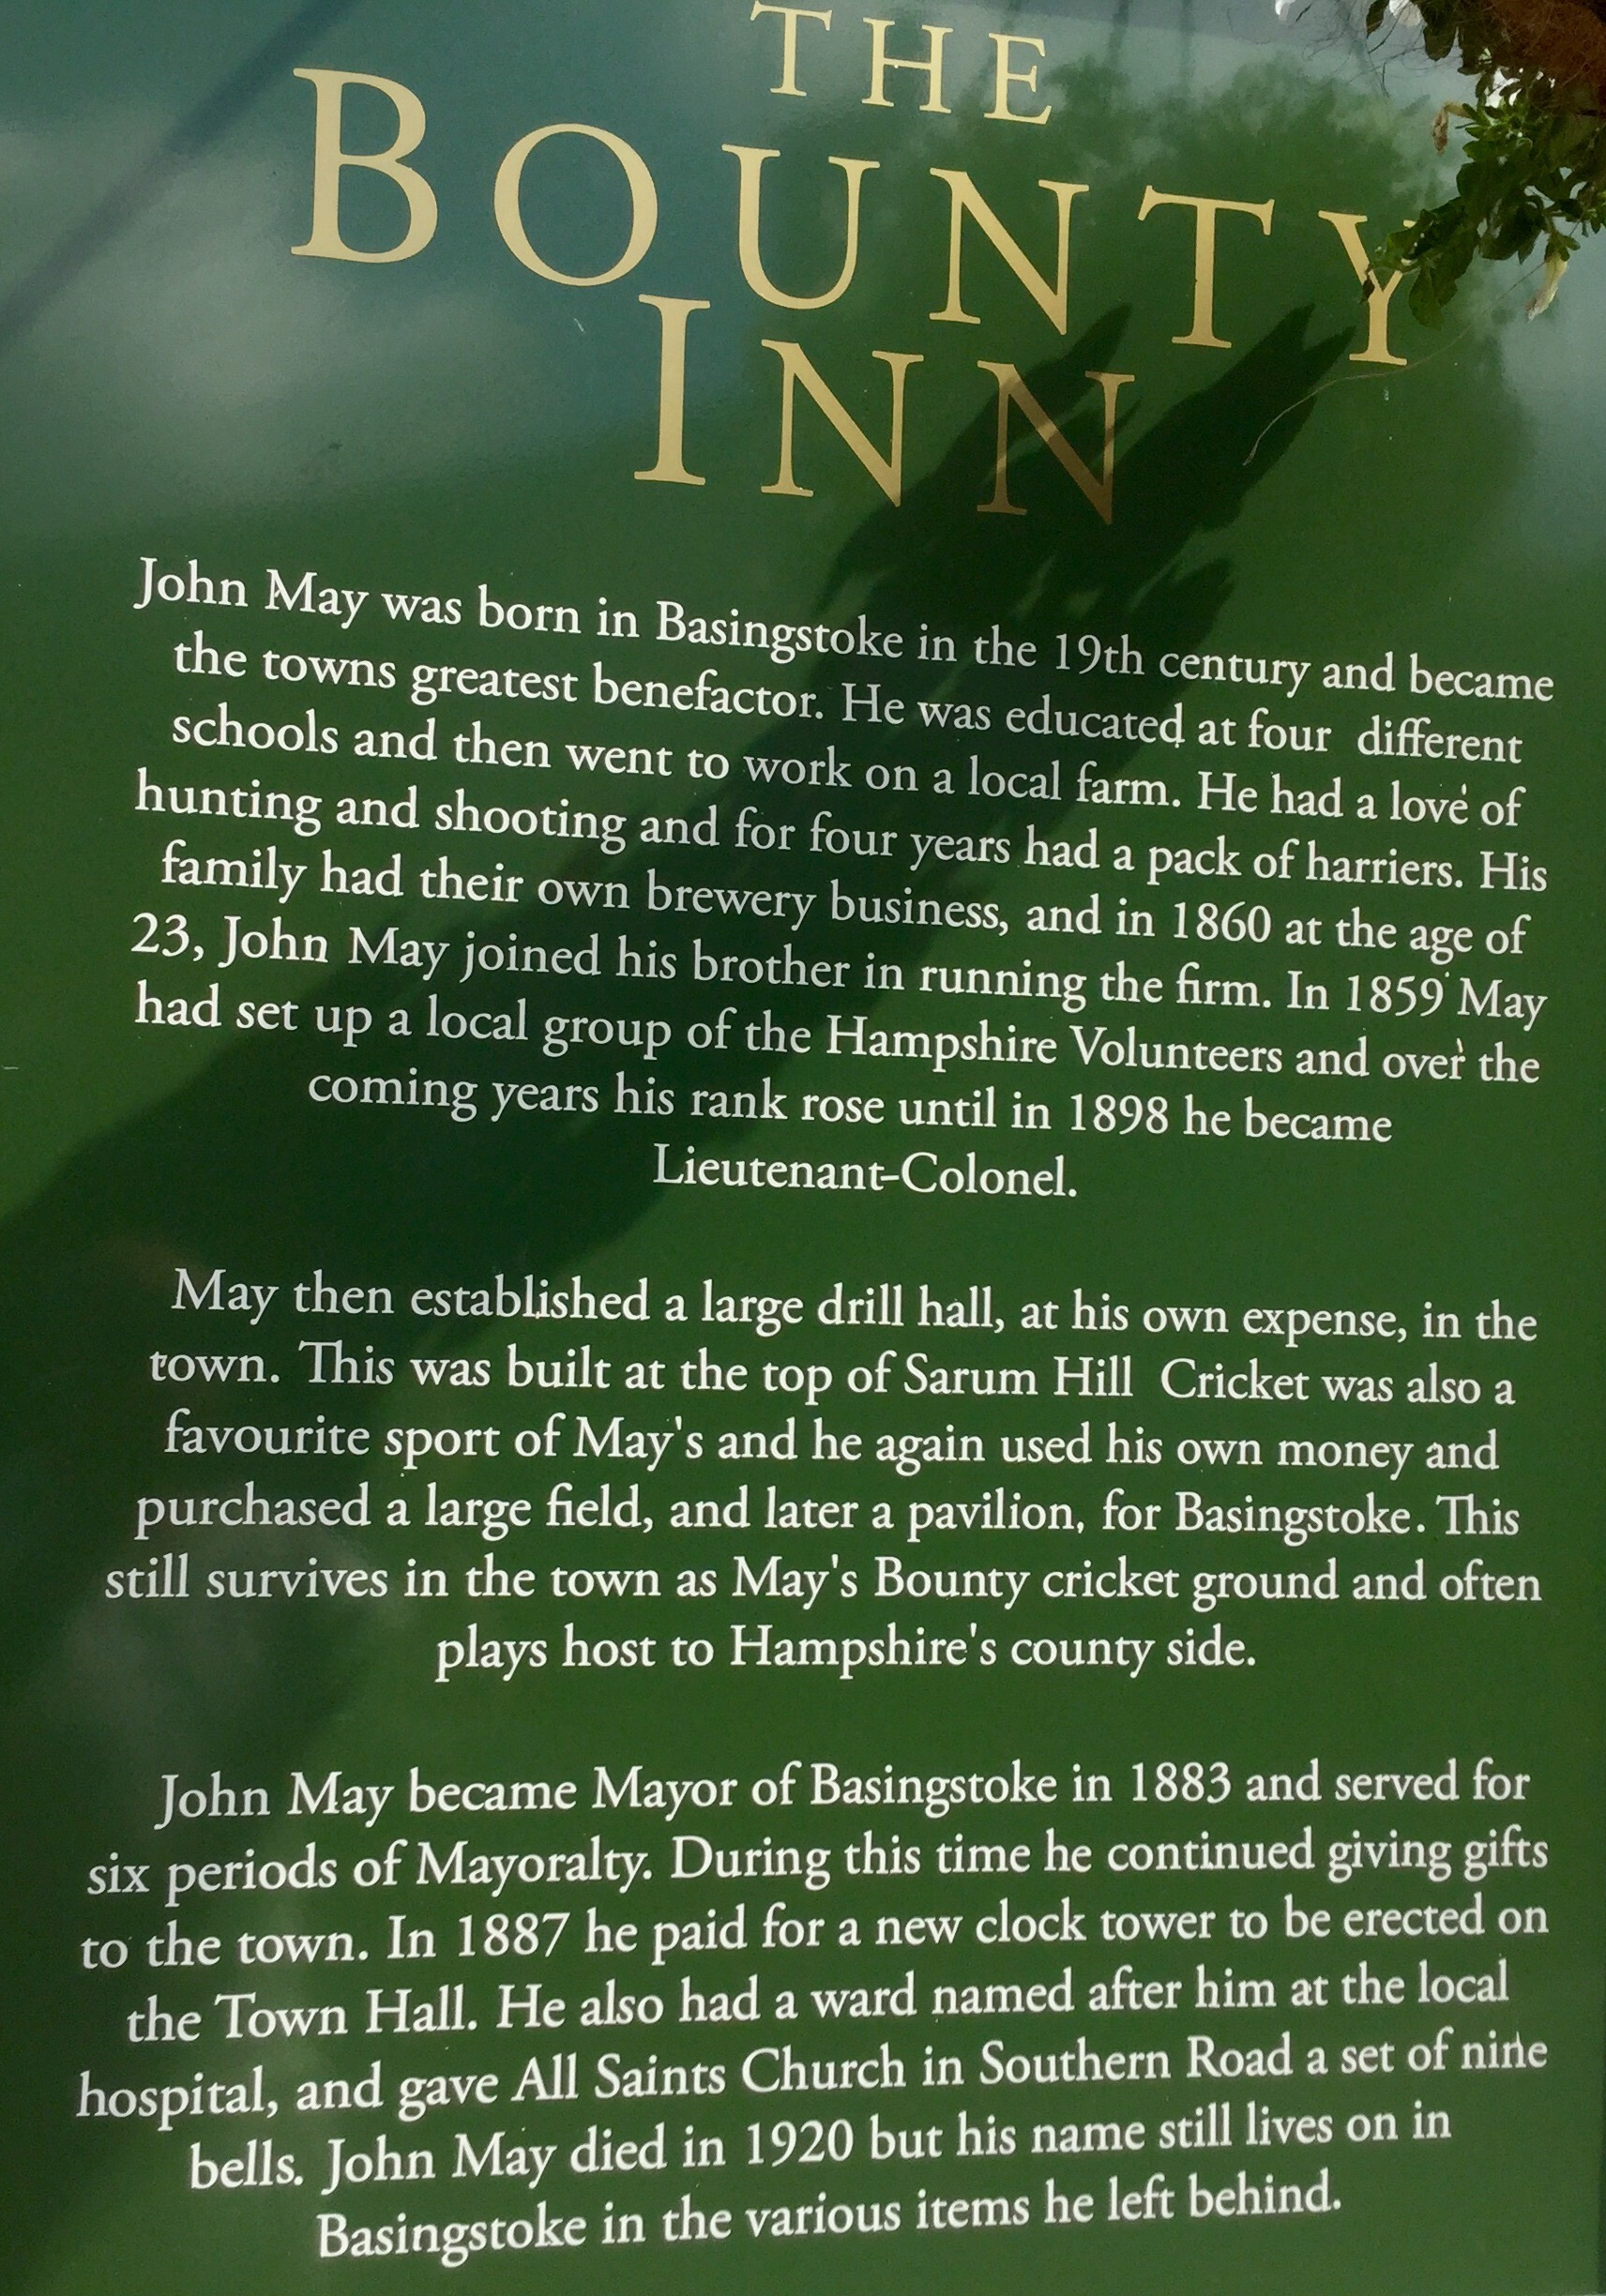 THE
BOUNTY
INN
John May was born in Basingstoke in the 19th century and became
the towns greatest benefactor. He was educated at four different
schools and then went to work on a local farm. He had a love of
hunting and shooting and for four years had a pack of harriers. His
family had their own brewery business, and in 1860 at the age of
23, John May joined his brother in running the firm. In 1859 May
had set up a local group of the Hampshire Volunteers and over the
coming years his rank rose until in 1898 he became
Lieutenant-Colonel.
May then established a large drill hall, at his own expense, in the
town. This was built at the top of Sarum Hill Cricket was also a
favourite sport of May's and he again used his own money and
purchased a large field, and later a pavilion, for Basingstoke. This
still survives in the town as May's Bounty cricket ground and often
plays host to Hampshire's county side.
John May became Mayor of Basingstoke in 1883 and served for
six periods of Mayoralty. During this time he continued giving gifts
to the town. In 1887 he paid for a new clock tower to be erected on
the Town Hall. He also had a ward named after him at the local
hospital, and gave All Saints Church in Southern Road a set of nine
bells. John May died in 1920 but his name still lives on in
Basingstoke in the various items he left behind.